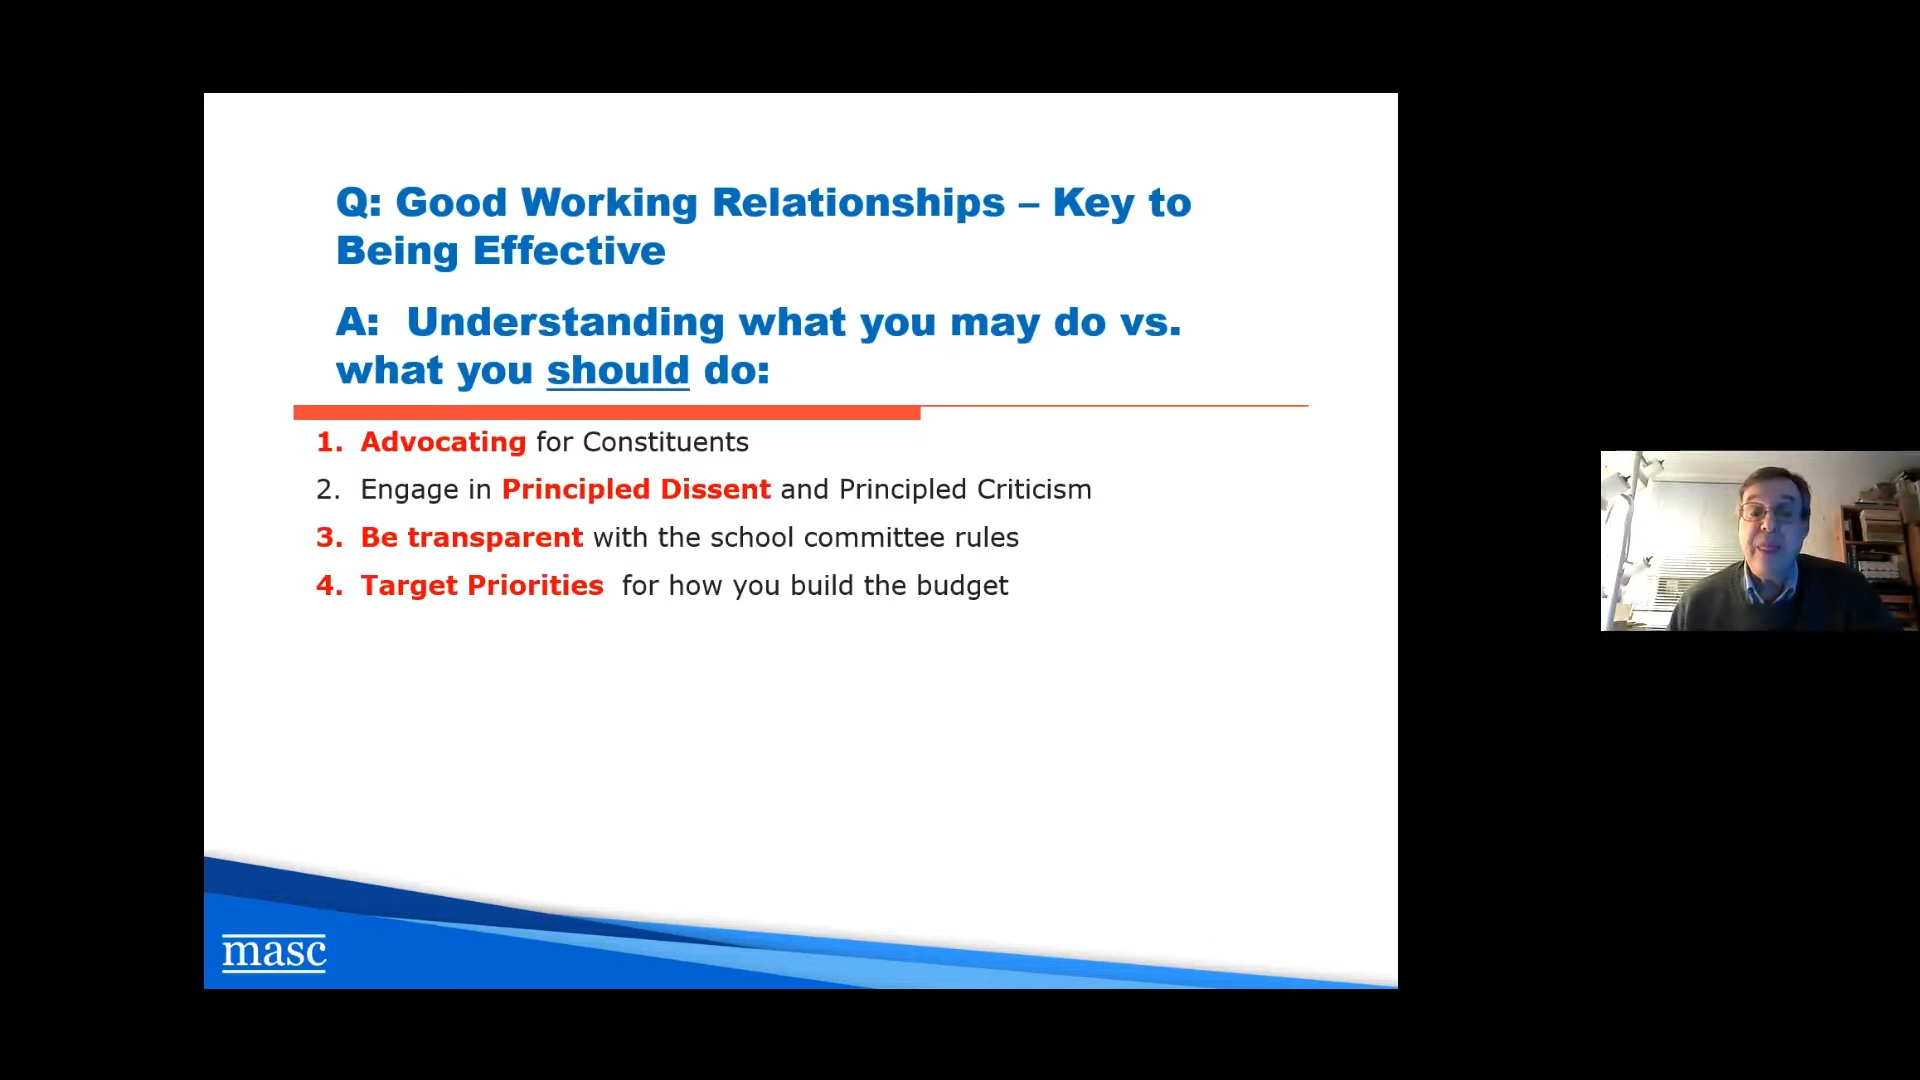 Q: Good Working Relationships – Key to
Being Effective
A: Understanding what you may do vs.
what you should do:
1. Advocating for Constituents
2. Engage in Principled Dissent and Principled Criticism
3. Be transparent with the school committee rules
4. Target Priorities for how you build the budget
masc